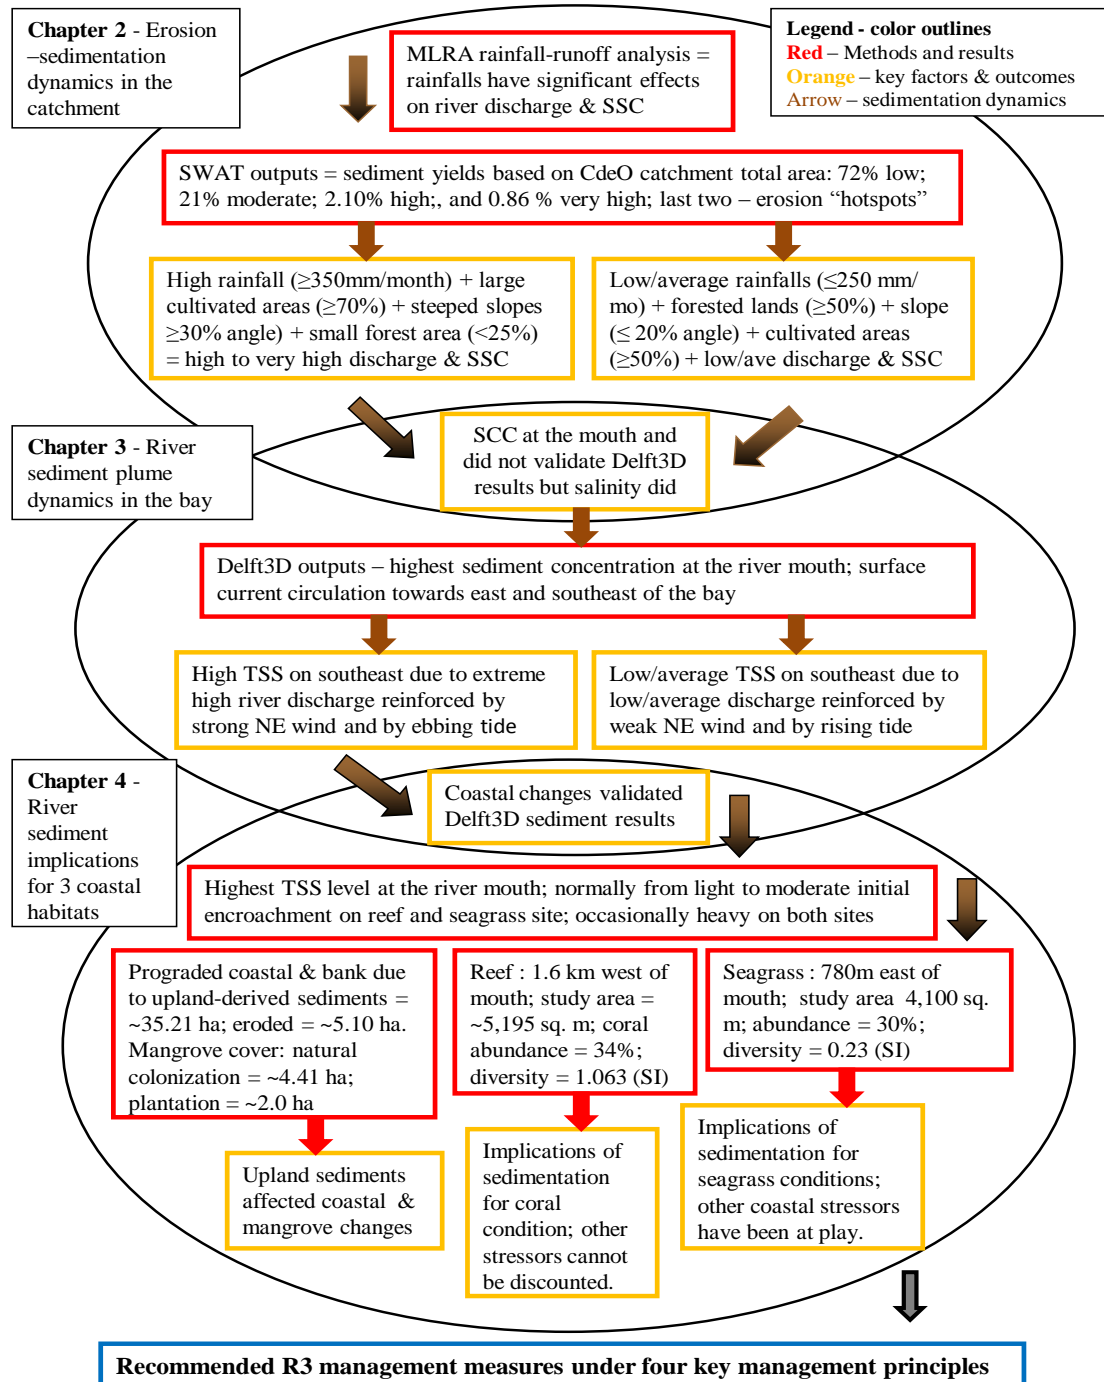 Chapter 2 - Erosion
–sedimentation
dynamics in the
catchment
MLRA rainfall-runoff analysis =
rainfalls have significant effects
on river discharge & SSC
Legend - color outlines
Red – Methods and results
Orange – key factors & outcomes
Arrow – sedimentation dynamics
SWAT outputs = sediment yields based on CdeO catchment total area: 72% low;
21% moderate; 2.10% high;, and 0.86 % very high; last two – erosion “hotspots”
High rainfall (≥350mm/month) + large
cultivated areas (≥70%) + steeped slopes
≥30% angle) + small forest area (<25%)
= high to very high discharge & SSC
Low/average rainfalls (≤250 mm/
mo) + forested lands (≥50%) + slope
(≤ 20% angle) + cultivated areas
(≥50%) + low/ave discharge & SSC
Chapter 3 - River
sediment plume
dynamics in the bay
SCC at the mouth and
did not validate Delft3D
results but salinity did
Delft3D outputs – highest sediment concentration at the river mouth; surface
current circulation towards east and southeast of the bay
High TSS on southeast due to extreme
high river discharge reinforced by
strong NE wind and by ebbing tide
Low/average TSS on southeast due to
low/average discharge reinforced by
weak NE wind and by rising tide
Chapter 4 -
River
sediment
implications
for 3 coastal
habitats
Coastal changes validated
Delft3D sediment results
Highest TSS level at the river mouth; normally from light to moderate initial
encroachment on reef and seagrass site; occasionally heavy on both sites
Prograded coastal & bank due
to upland-derived sediments =
~35.21 ha; eroded = ~5.10 ha.
Mangrove cover: natural
colonization = ~4.41 ha;
plantation = ~2.0 ha
Reef : 1.6 km west of
mouth; study area =
~5,195 sq. m; coral
abundance = 34%;
diversity = 1.063 (SI)
Seagrass : 780m east of
mouth; study area 4,100 sq.
m; abundance = 30%;
diversity = 0.23 (SI)
Upland sediments
affected coastal &
mangrove changes
Implications of
sedimentation
for coral
condition; other
stressors cannot
be discounted.
Implications of
sedimentation for
seagrass conditions;
other coastal stressors
have been at play.
Recommended R3 management measures under four key management principles